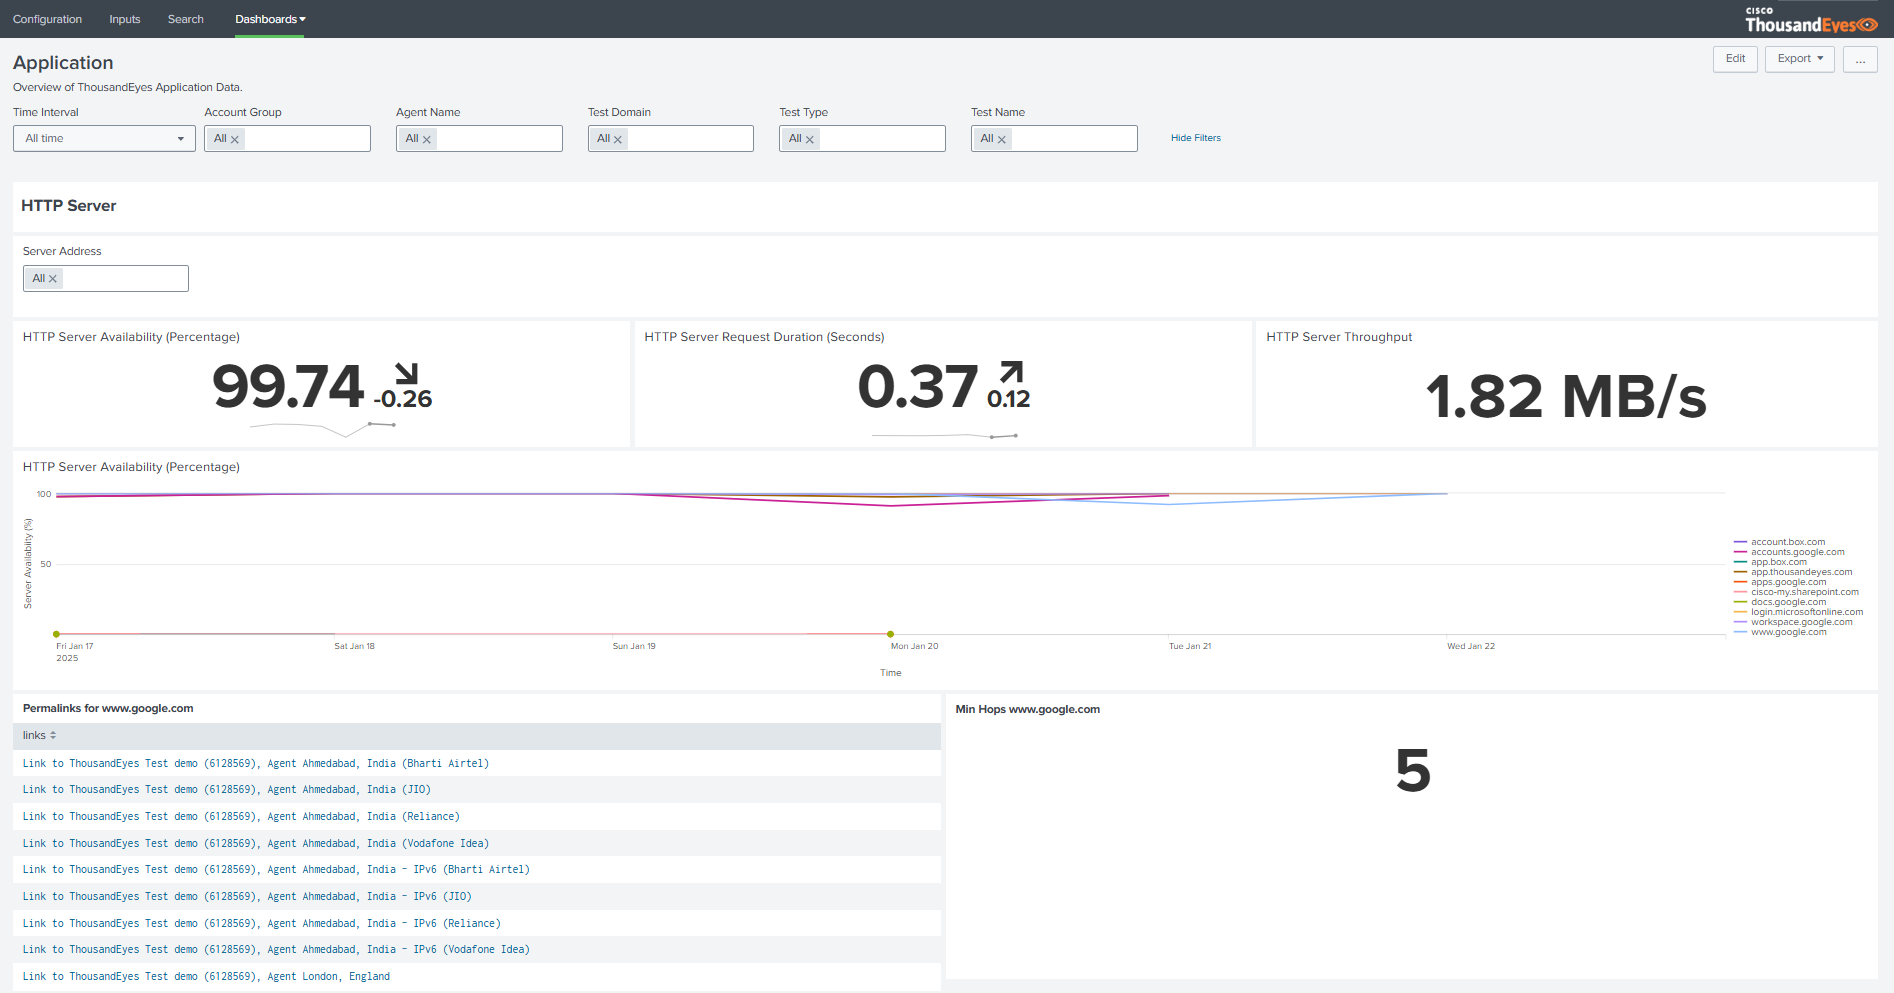 Configuration Inputs Search Dashboards
CISCO
ThousandEyes
Application
Edit Export ...
Overview of ThousandEyes Application Data.
Time Interval Account Group Agent Name Test Domain Test Type Test Name
All time All All All All All Hide Filters
HTTP Server
Server Address
All
HTTP Server Availability (Percentage)
99.74 -0.26
HTTP Server Request Duration (Seconds)
0.37 0.12
HTTP Server Throughput
1.82 MB/s
HTTP Server Availability (Percentage)
100
50
Server Availability (%)
Fri Jan 17 Sat Jan 18 Sun Jan 19 Mon Jan 20 Tue Jan 21 Wed Jan 22
2025
Time
account.box.com
accounts.google.com
app.box.com
app.thousandeyes.com
apps.google.com
cisco-my.sharepoint.com
docs.google.com
login.microsoftonline.com
workspace.google.com
www.google.com
Permalinks for www.google.com
links
Link to ThousandEyes Test demo (6128569), Agent Ahmedabad, India (Bharti Airtel)
Link to ThousandEyes Test demo (6128569), Agent Ahmedabad, India (JIO)
Link to ThousandEyes Test demo (6128569), Agent Ahmedabad, India (Reliance)
Link to ThousandEyes Test demo (6128569), Agent Ahmedabad, India (Vodafone Idea)
Link to ThousandEyes Test demo (6128569), Agent Ahmedabad, India - IPv6 (Bharti Airtel)
Link to ThousandEyes Test demo (6128569), Agent Ahmedabad, India - IPv6 (JIO)
Link to ThousandEyes Test demo (6128569), Agent Ahmedabad, India - IPv6 (Reliance)
Link to ThousandEyes Test demo (6128569), Agent Ahmedabad, India - IPv6 (Vodafone Idea)
Link to ThousandEyes Test demo (6128569), Agent London, England
Min Hops www.google.com
5